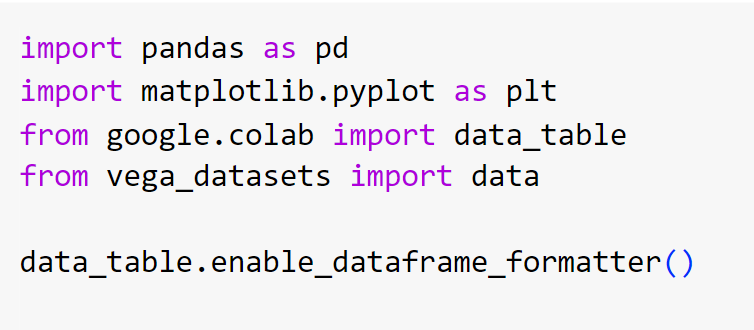 import pandas as pd
import matplotlib.pyplot as plt
from google.colab import data_table
from vega_datasets import data
data_table.enable_dataframe_formatter()